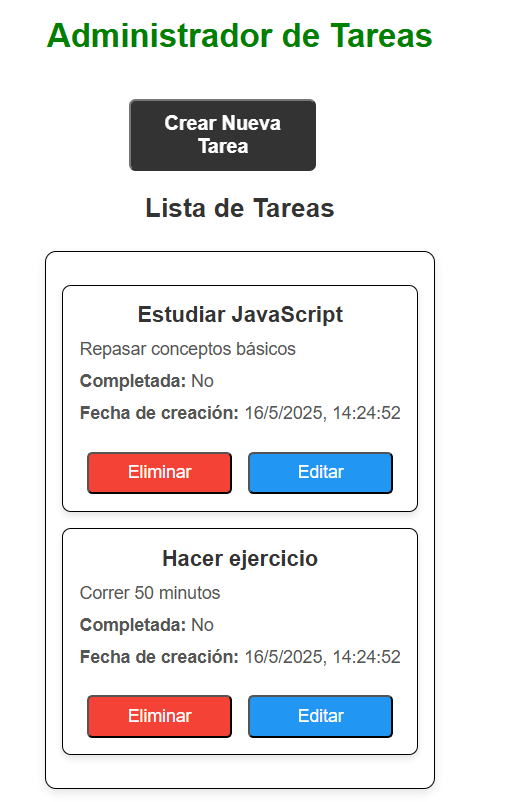 Administrador de Tareas
Crear Nueva
Tarea
Lista de Tareas
Estudiar JavaScript
Repasar conceptos básicos
Completada: No
Fecha de creación: 16/5/2025, 14:24:52
Eliminar
Editar
Hacer ejercicio
Correr 50 minutos
Completada: No
Fecha de creación: 16/5/2025, 14:24:52
Eliminar
Editar